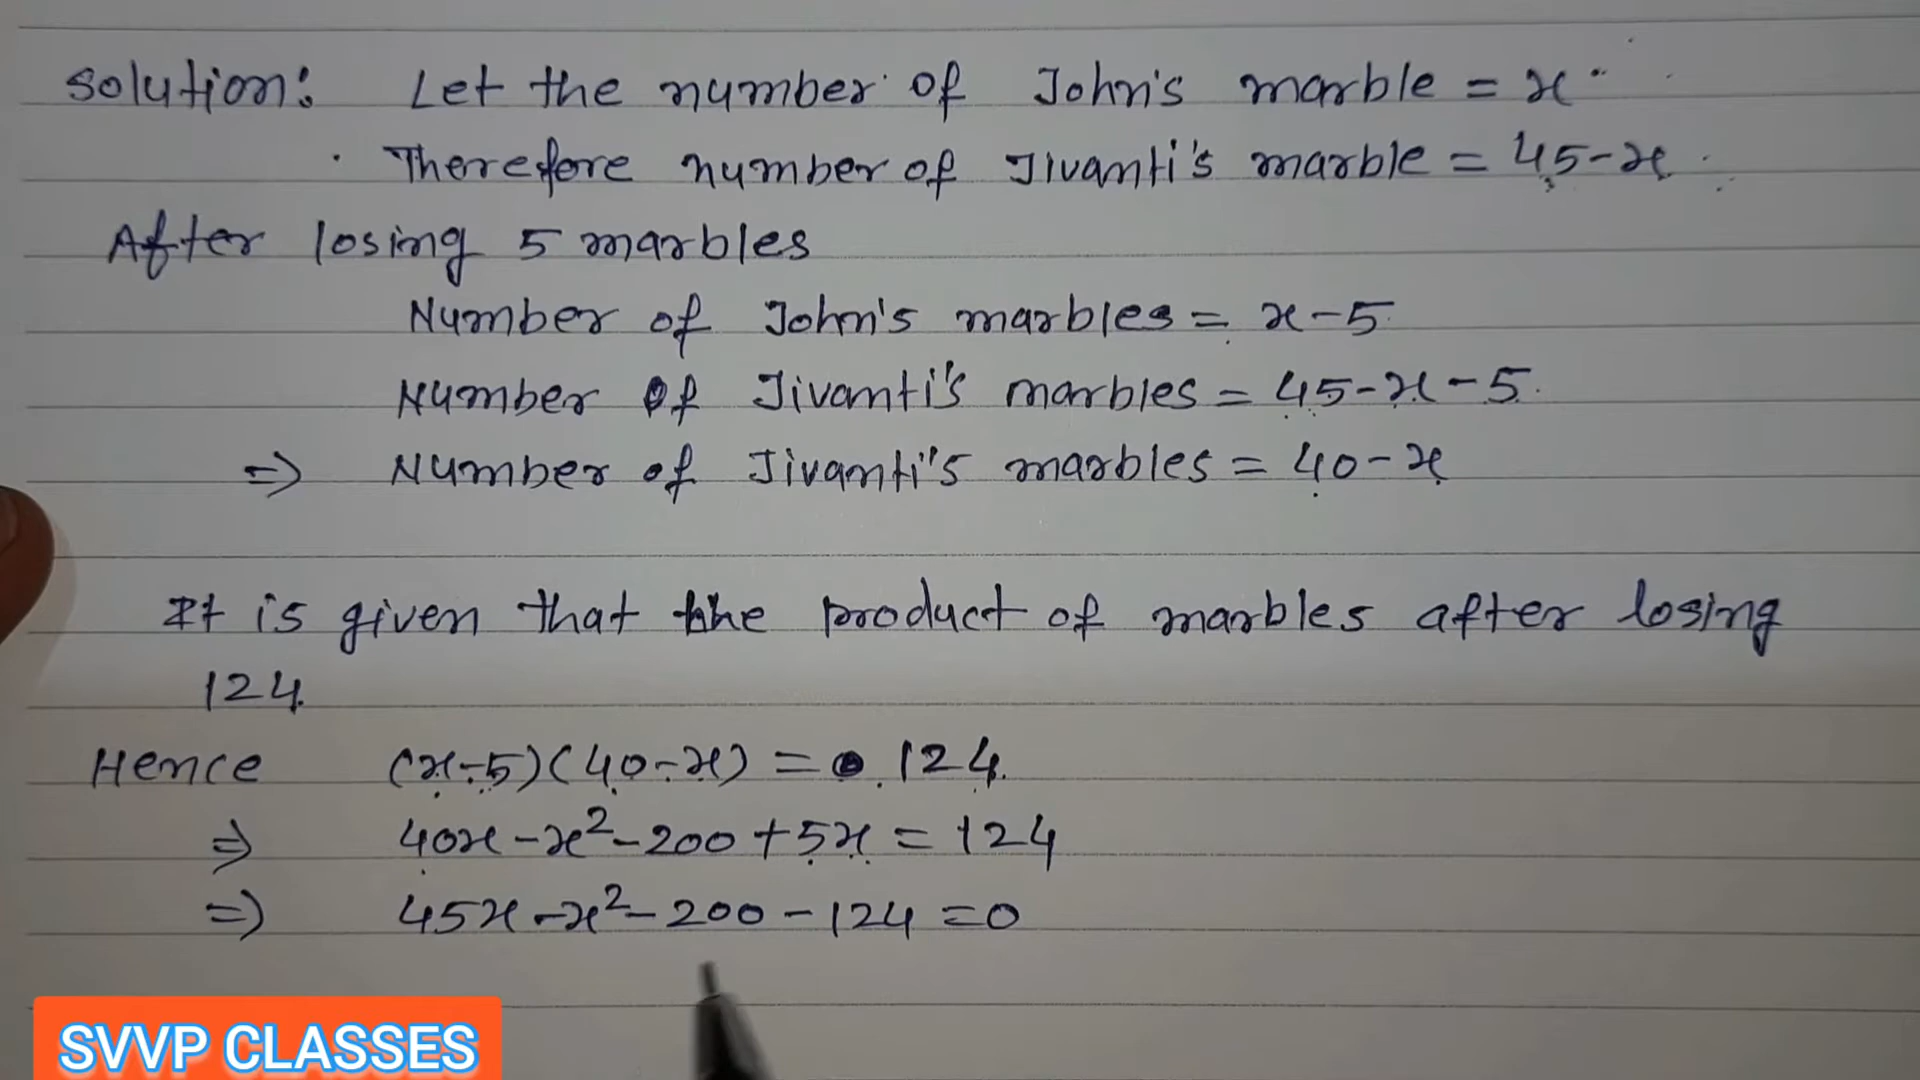 Solution: Let the number of John's marble = x
Therefore number of Jivanti's marble = 45-x
After losing 5 marbles
Number of John's marbles = x-5
Number of Jivanti's marbles = 45-x-5
=> Number of Jivanti's marbles = 40-x
It is given that the product of marbles after losing
124.
Hence (x-5)(40-x) = 124
=> 40x-x²-200+5x = 124
=> 45x-x²-200-124=0
SVVP CLASSES